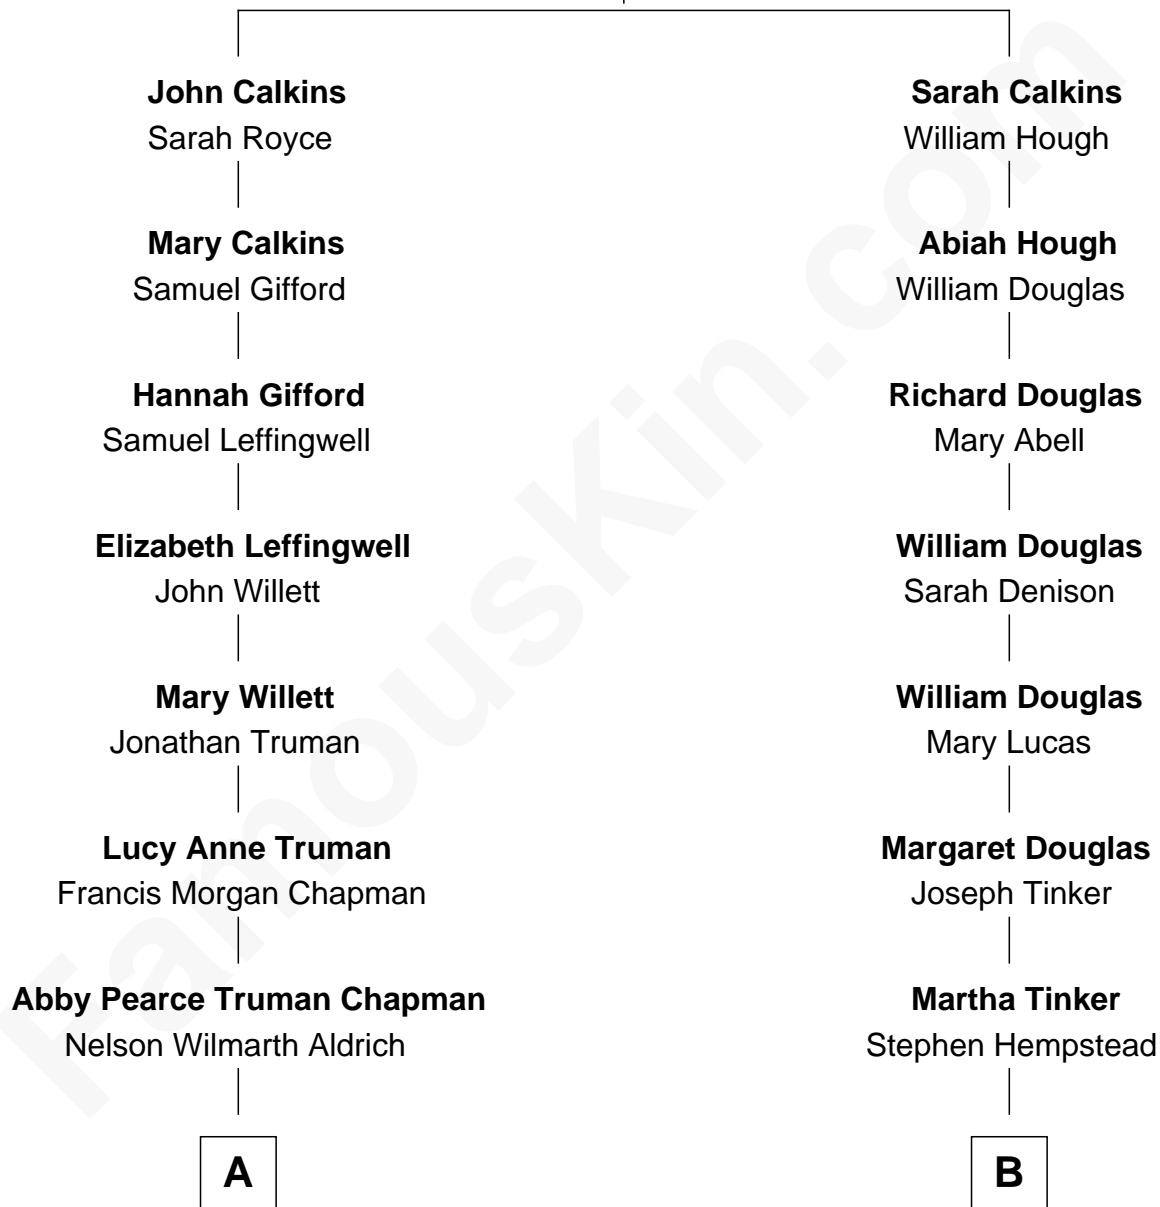 John Calkins
Sarah Royce
Sarah Calkins
William Hough
Mary Calkins
Samuel Gifford
Abiah Hough
William Douglas
Hannah Gifford
Samuel Leffingwell
Richard Douglas
Mary Abell
Elizabeth Leffingwell
John Willett
William Douglas
Sarah Denison
Mary Willett
Jonathan Truman
William Douglas
Mary Lucas
Lucy Anne Truman
Francis Morgan Chapman
Margaret Douglas
Joseph Tinker
Abby Pearce Truman Chapman
Nelson Wilmarth Aldrich
Martha Tinker
Stephen Hempstead
A
B
FamousKin.com